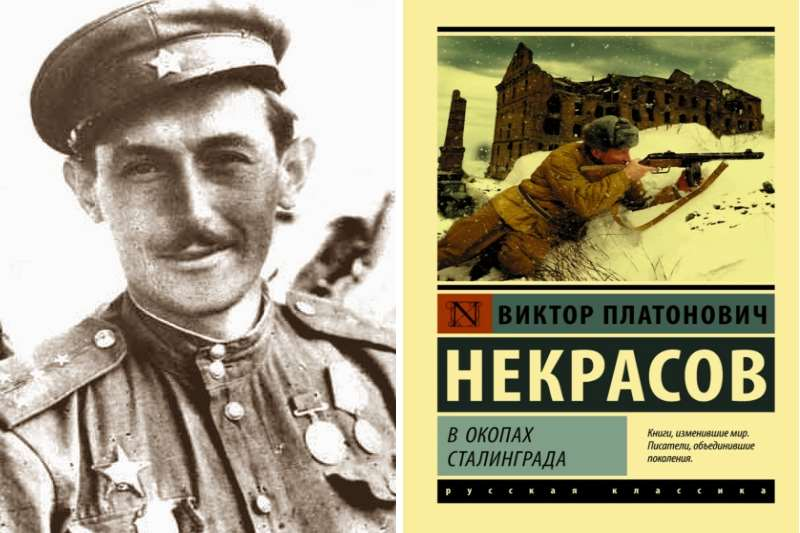 N ВИКТОР ПЛАТОНОВИЧ
НЕКРАСОВ
В ОКОПАХ
СТАЛИНГРАДА
Книги, изменившие мир.
Писатели, объединившие
поколения.
русская классика